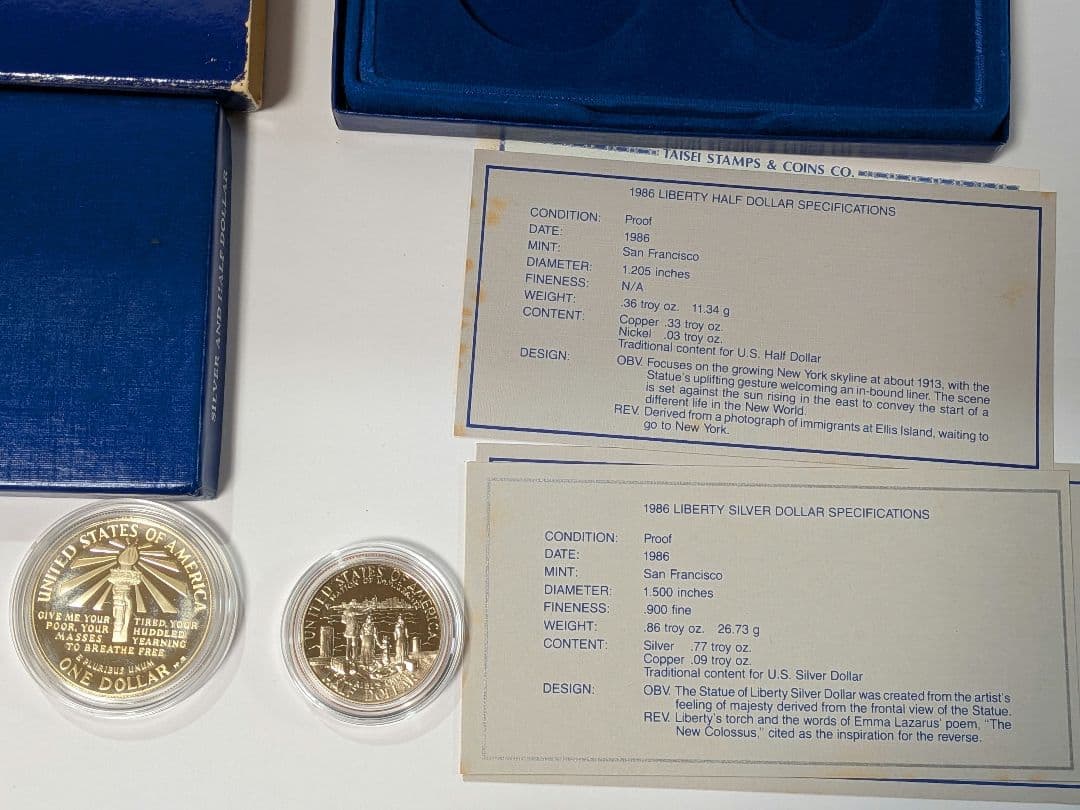 SILVER AND HALF DOLLAR
TAISEI STAMPS & COINS CO.
1986 LIBERTY HALF DOLLAR SPECIFICATIONS
CONDITION: Proof
DATE: 1986
MINT: San Francisco
DIAMETER: 1.205 inches
FINENESS: N/A
WEIGHT: .36 troy oz. 11.34 g
CONTENT: Copper .33 troy oz.
Nickel .03 troy oz.
Traditional content for U.S. Half Dollar
DESIGN: OBV. Focuses on the growing New York skyline at about 1913, with the
Statue's uplifting gesture welcoming an in-bound liner. The scene
is set against the sun rising in the east to convey the start of a
different life in the New World.
REV. Derived from a photograph of immigrants at Ellis Island, waiting to
go to New York.
1986 LIBERTY SILVER DOLLAR SPECIFICATIONS
CONDITION: Proof
DATE: 1986
MINT: San Francisco
DIAMETER: 1.500 inches
FINENESS: .900 fine
WEIGHT: .86 troy oz. 26.73 g
CONTENT: Silver .77 troy oz.
Copper .09 troy oz.
Traditional content for U.S. Silver Dollar
DESIGN: OBV. The Statue of Liberty Silver Dollar was created from the artist's
feeling of majesty derived from the frontal view of the Statue.
REV. Liberty's torch and the words of Emma Lazarus' poem, "The
New Colossus," cited as the inspiration for the reverse.
UNITED STATES OF AMERICA
GIVE ME YOUR TIRED, YOUR
POOR, YOUR HUDDLED
MASSES YEARNING
TO BREATHE FREE
E PLURIBUS UNUM
ONE DOLLAR
UNITED STATES OF AMERICA
HALF DOLLAR